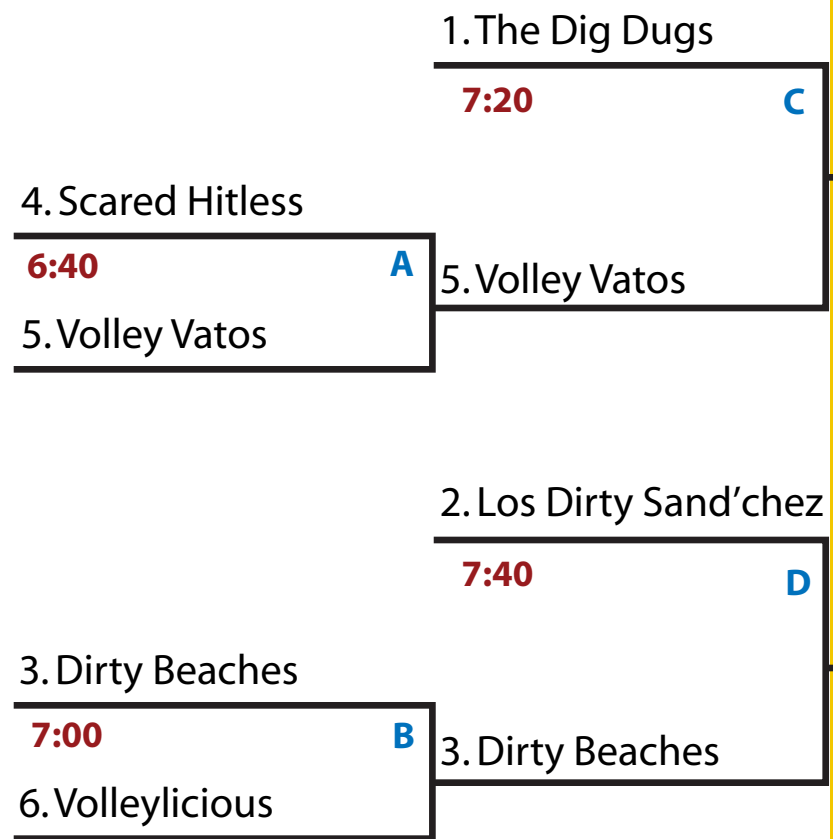 1. The Dig Dugs
7:20 C
4. Scared Hitless
6:40 A
5. Volley Vatos
5. Volley Vatos
2. Los Dirty Sand’chez
7:40 D
3. Dirty Beaches
7:00 B
3. Dirty Beaches
6. Volleylicious